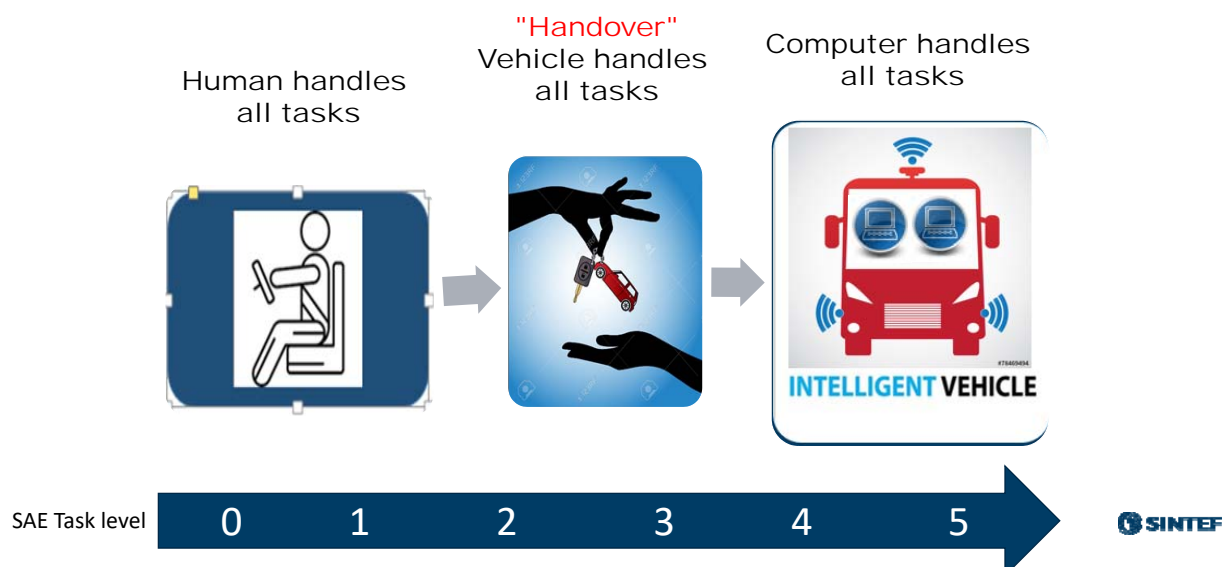 "Handover"
Vehicle handles
all tasks
Human handles
all tasks
Computer handles
all tasks
#78469494
INTELLIGENT VEHICLE
SAE Task level 0 1 2 3 4 5
SINTEF